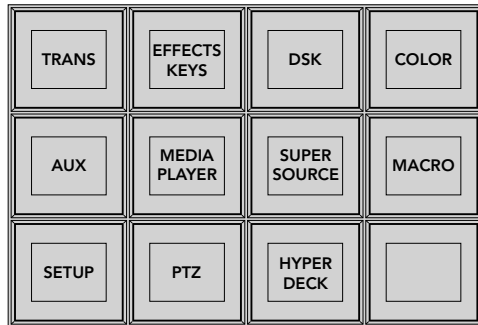 TRANS
EFFECTS
KEYS
DSK
COLOR
AUX
MEDIA
PLAYER
SUPER
SOURCE
MACRO
SETUP
PTZ
HYPER
DECK